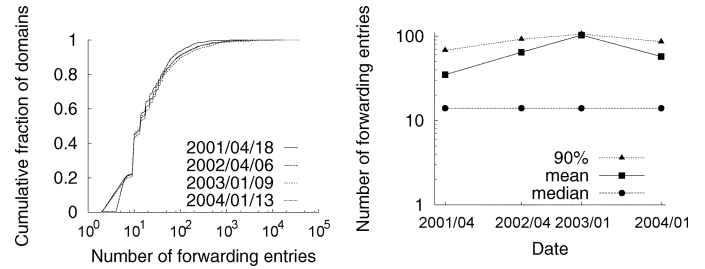 Cumulative fraction of domains
1
0.8
0.6
0.4
0.2
0
2001/04/18
2002/04/06
2003/01/09
2004/01/13
10^0 10^1 10^2 10^3 10^4 10^5
Number of forwarding entries
Number of forwarding entries
100
10
1
90%
mean
median
2001/04 2002/04 2003/01 2004/01
Date